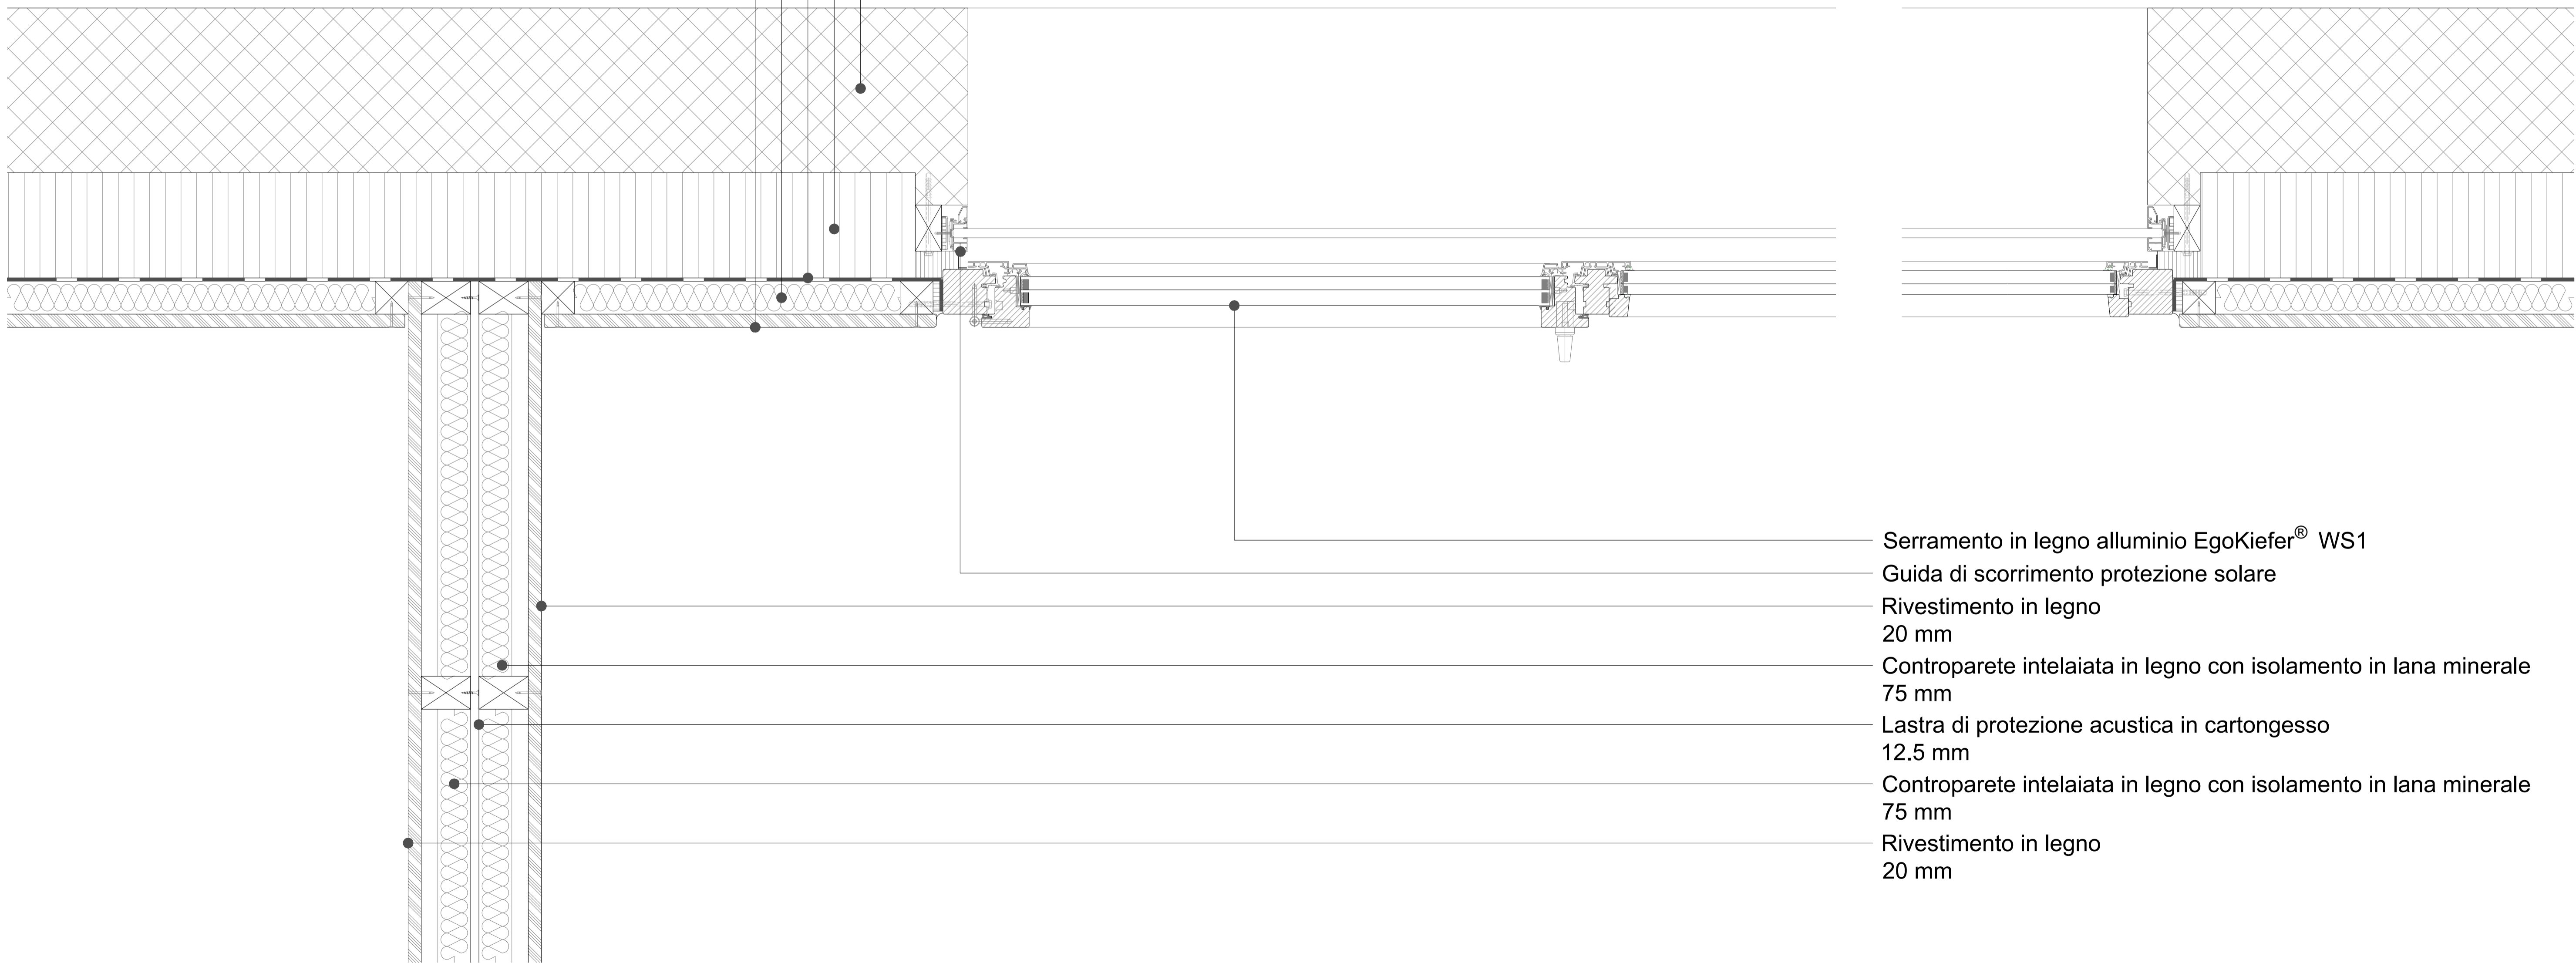 Serramento in legno alluminio EgoKiefer® WS1
Guida di scorrimento protezione solare
Rivestimento in legno
20 mm
Controparete intelaiata in legno con isolamento in lana minerale
75 mm
Lastra di protezione acustica in cartongesso
12.5 mm
Controparete intelaiata in legno con isolamento in lana minerale
75 mm
Rivestimento in legno
20 mm